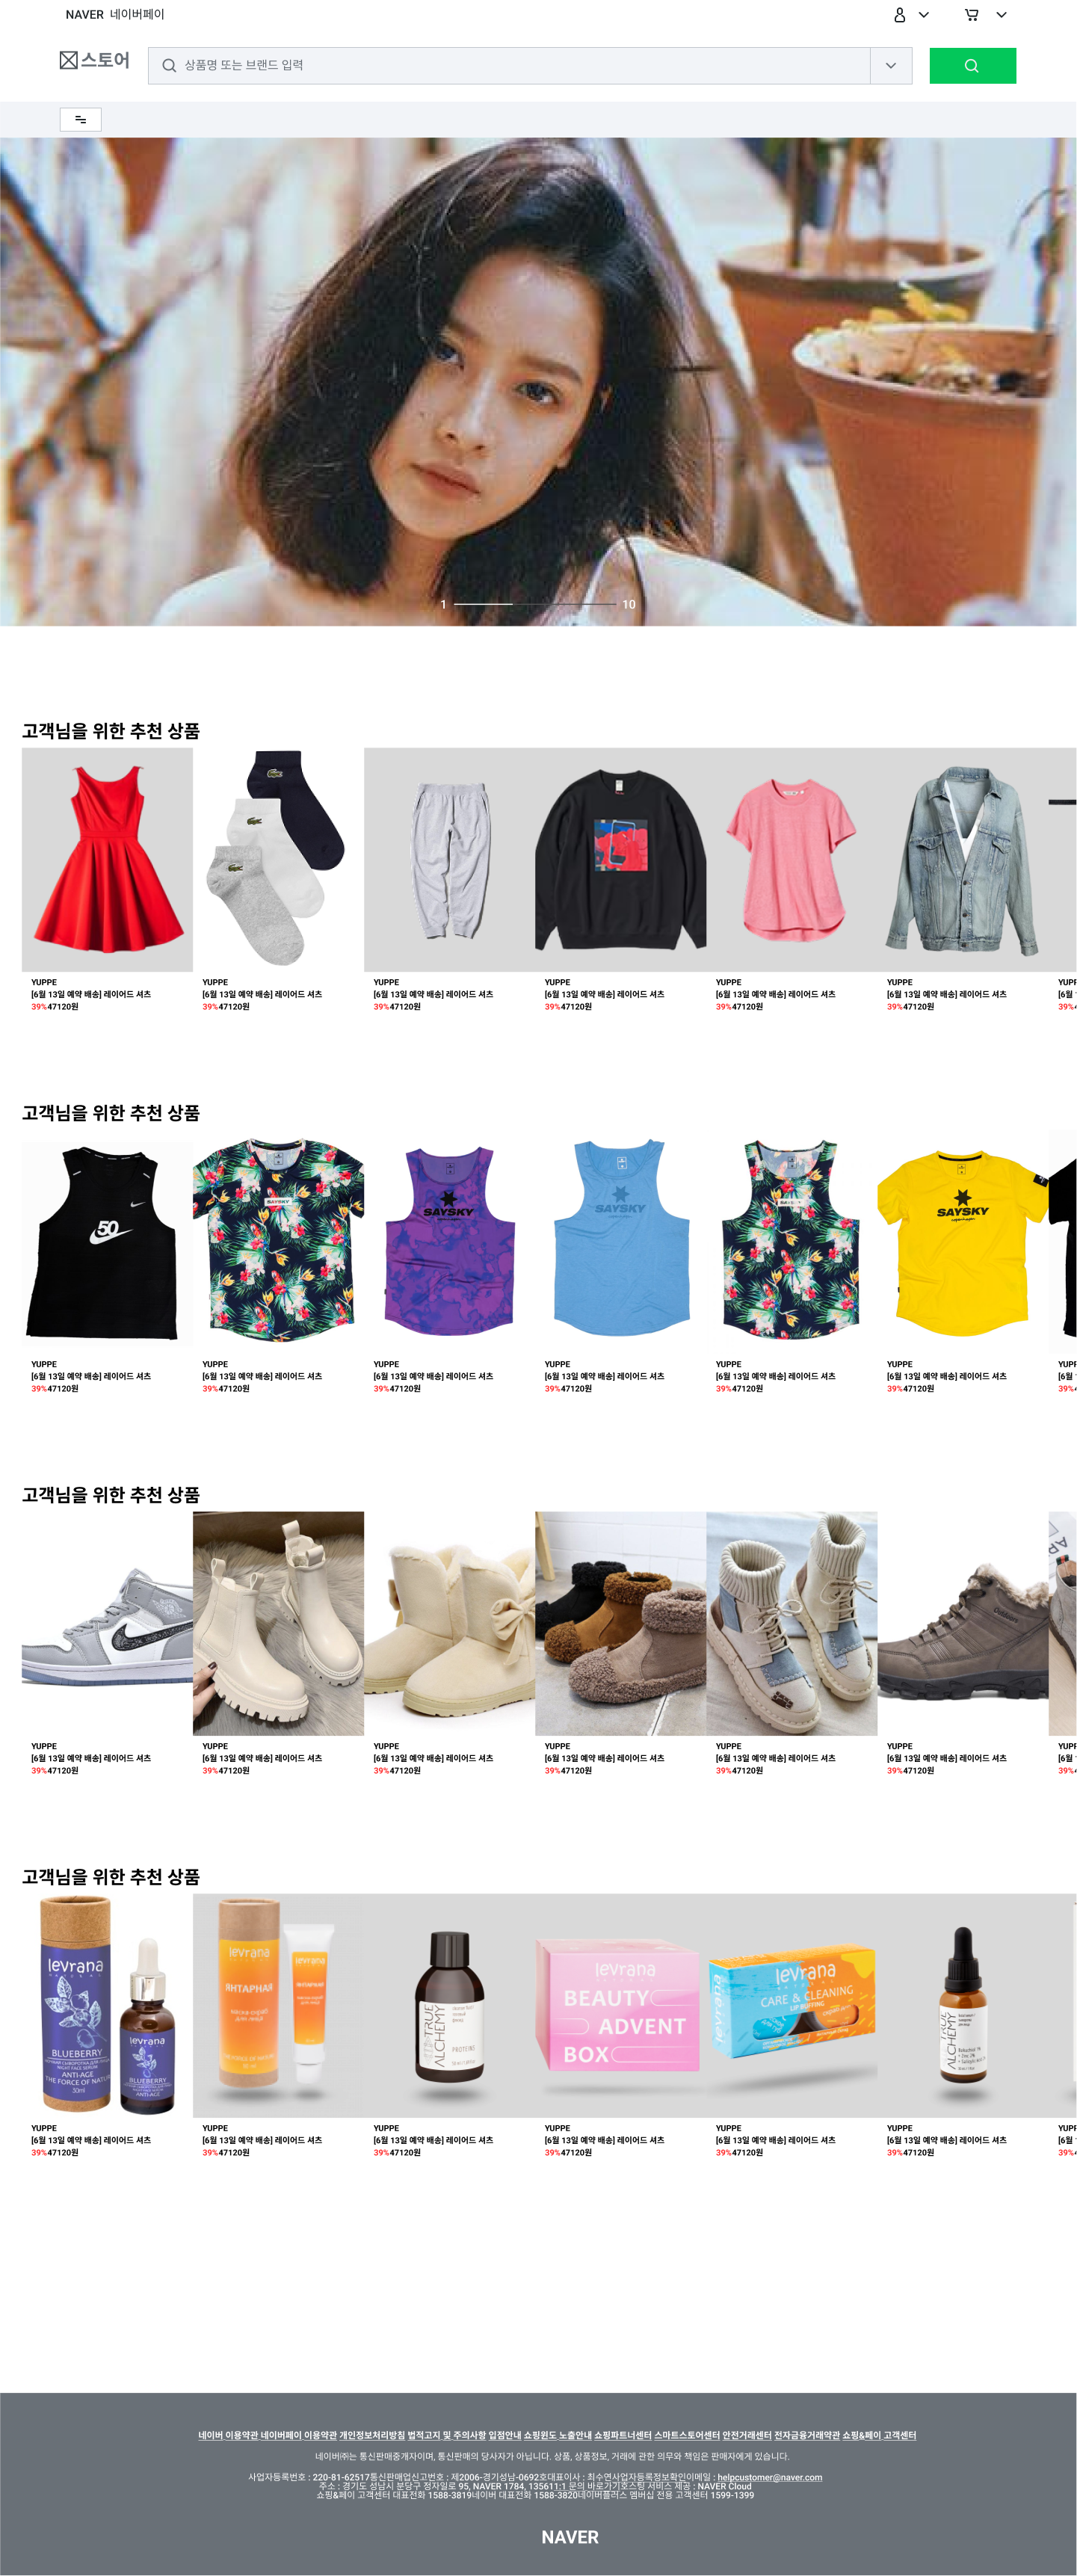 NAVER 네이버페이
스토어
상품명 또는 브랜드 입력
1
10
고객님을 위한 추천 상품
YUPPE
[6월 13일 예약 배송] 레이어드 셔츠
39%47120원
YUPPE
[6월 13일 예약 배송] 레이어드 셔츠
39%47120원
YUPPE
[6월 13일 예약 배송] 레이어드 셔츠
39%47120원
YUPPE
[6월 13일 예약 배송] 레이어드 셔츠
39%47120원
YUPPE
[6월 13일 예약 배송] 레이어드 셔츠
39%47120원
YUPPE
[6월 13일 예약 배송] 레이어드 셔츠
39%47120원
고객님을 위한 추천 상품
50
SAYSKY
SAYSKY
SAYSKY
SAYSKY
YUPPE
[6월 13일 예약 배송] 레이어드 셔츠
39%47120원
YUPPE
[6월 13일 예약 배송] 레이어드 셔츠
39%47120원
YUPPE
[6월 13일 예약 배송] 레이어드 셔츠
39%47120원
YUPPE
[6월 13일 예약 배송] 레이어드 셔츠
39%47120원
YUPPE
[6월 13일 예약 배송] 레이어드 셔츠
39%47120원
YUPPE
[6월 13일 예약 배송] 레이어드 셔츠
39%47120원
고객님을 위한 추천 상품
YUPPE
[6월 13일 예약 배송] 레이어드 셔츠
39%47120원
YUPPE
[6월 13일 예약 배송] 레이어드 셔츠
39%47120원
YUPPE
[6월 13일 예약 배송] 레이어드 셔츠
39%47120원
YUPPE
[6월 13일 예약 배송] 레이어드 셔츠
39%47120원
YUPPE
[6월 13일 예약 배송] 레이어드 셔츠
39%47120원
YUPPE
[6월 13일 예약 배송] 레이어드 셔츠
39%47120원
고객님을 위한 추천 상품
levrana
BLUEBERRY
NIGHT FACE SERUM
ANTI-AGE
THE FORCE OF NATURE
30ml
levrana
BLUEBERRY
ANTI-AGE
levrana
ЯНТАРНАЯ
levrana
ЯНТАРНАЯ
TRUE
ALCHEMY
PROTEINS
levrana
BEAUTY
ADVENT
BOX
levrana
CARE & CLEANING
LIP BUFFING
TRUE
ALCHEMY
YUPPE
[6월 13일 예약 배송] 레이어드 셔츠
39%47120원
YUPPE
[6월 13일 예약 배송] 레이어드 셔츠
39%47120원
YUPPE
[6월 13일 예약 배송] 레이어드 셔츠
39%47120원
YUPPE
[6월 13일 예약 배송] 레이어드 셔츠
39%47120원
YUPPE
[6월 13일 예약 배송] 레이어드 셔츠
39%47120원
YUPPE
[6월 13일 예약 배송] 레이어드 셔츠
39%47120원
네이버 이용약관 네이버페이 이용약관 개인정보처리방침 법적고지 및 주의사항 입점안내 쇼핑윈도 노출안내 쇼핑파트너센터 스마트스토어센터 안전거래센터 전자금융거래약관 쇼핑&페이 고객센터
네이버㈜는 통신판매중개자이며, 통신판매의 당사자가 아닙니다. 상품, 상품정보, 거래에 관한 의무와 책임은 판매자에게 있습니다.
사업자등록번호 : 220-81-62517통신판매업신고번호 : 제2006-경기성남-0692호대표이사 : 최수연사업자등록정보확인이메일 : helpcustomer@naver.com
주소 : 경기도 성남시 분당구 정자일로 95, NAVER 1784, 135611:1 문의 바로가기호스팅 서비스 제공 : NAVER Cloud
쇼핑&페이 고객센터 대표전화 1588-3819네이버 대표전화 1588-3820네이버플러스 멤버십 전용 고객센터 1599-1399
NAVER